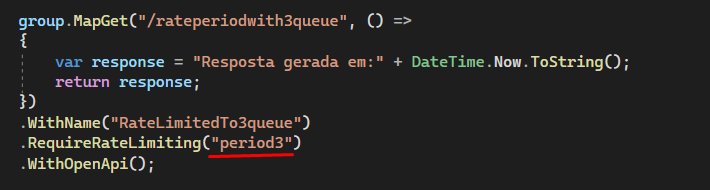 group.MapGet("/rateperiodwith3queue", () =>
{
    var response = "Resposta gerada em:" + DateTime.Now.ToString();
    return response;
})
.WithName("RateLimitedTo3queue")
.RequireRateLimiting("period3")
.WithOpenApi();